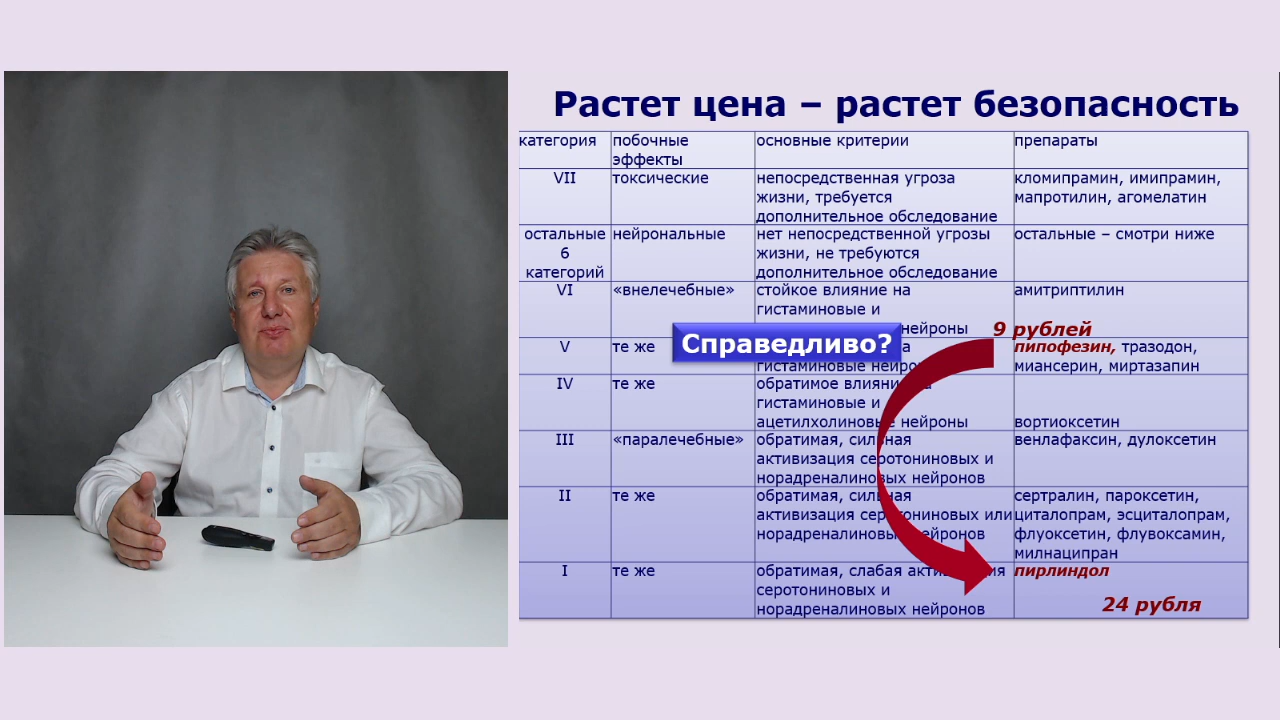 Растет цена – растет безопасность
категория
побочные
эффекты
основные критерии
препараты
VII
токсические
непосредственная угроза
жизни, требуется
дополнительное обследование
кломипрамин, имипрамин,
мапротилин, агомелатин
остальные
6
категорий
нейрональные
нет непосредственной угрозы
жизни, не требуются
дополнительное обследование
остальные – смотри ниже
VI
«внелечебные»
стойкое влияние на
гистаминовые и
нейроны
амитриптилин
9 рублей
Справедливо?
V
те же
гистаминовые
пипофезин, тразодон,
миансерин, миртазапин
IV
те же
обратимое
гистаминовые и
ацетилхолиновые нейроны
вортиоксетин
III
«паралечебные»
обратимая, сильная
активизация серотониновых и
норадреналиновых нейронов
венлафаксин, дулоксетин
II
те же
обратимая, сильная
активизация серотониновых или
норадреналиновых нейронов
сертралин, пароксетин,
циталопрам, эсциталопрам,
флуоксетин, флувоксамин,
милнаципран
I
те же
обратимая, слабая активизация
серотониновых и
норадреналиновых нейронов
пирлиндол
24 рубля